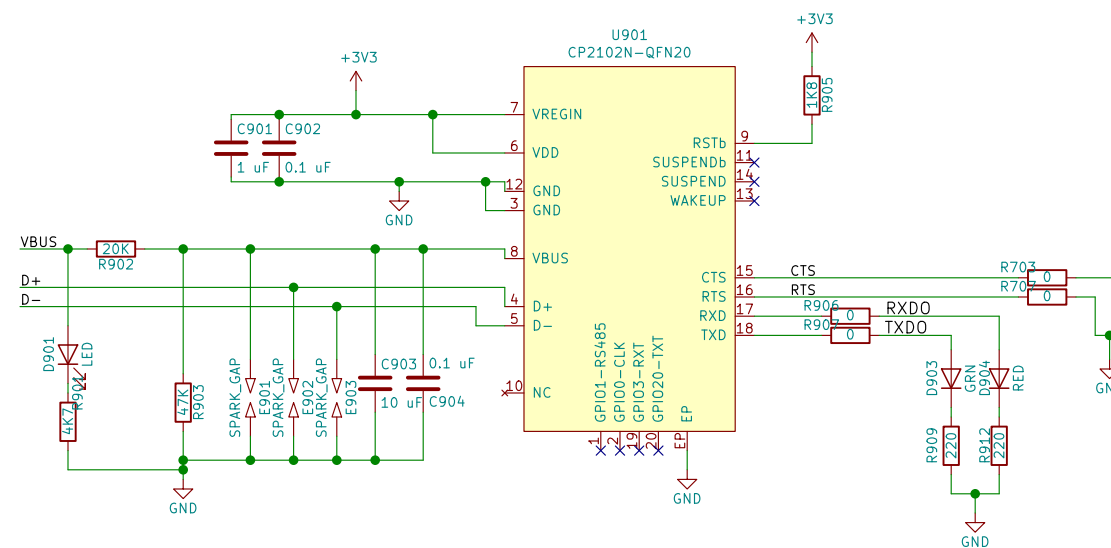 +3V3
U901
CP2102N-QFN20
+3V3
1K8
R905
7
VREGIN
C901
C902
1 uF
0.1 uF
6
VDD
RSTb
9
SUSPENDb
11
SUSPEND
14
WAKEUP
13
12
GND
3
GND
GND
VBUS
20K
R902
8
VBUS
D+
D-
4
D+
5
D-
CTS
15
CTS
R703
0
RTS
16
RTS
R707
0
RXD
17
R906
0
RXDO
TXD
18
R907
0
TXDO
D901
LED
R901
4K7
47K
R903
SPARK_GAP
E901
SPARK_GAP
E902
SPARK_GAP
E903
C903
10 uF
0.1 uF
C904
10
NC
GPIO1-RS485
GPIO0-CLK
GPIO3-RXT
GPIO20-TXT
EP
1
2
19
20
EP
D903
GRN
D904
RED
R909
220
R912
220
GND
GND
GND
GN